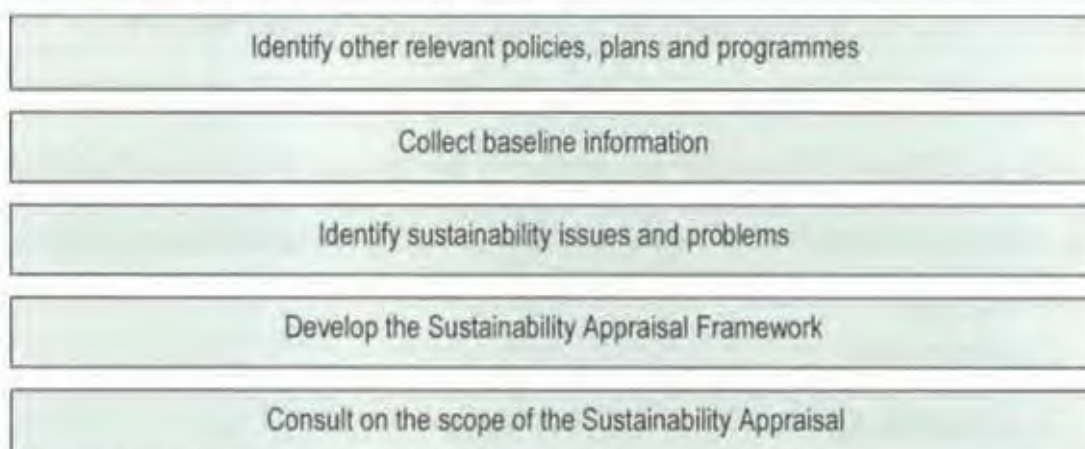 Identify other relevant policies, plans and programmes
Collect baseline information
Identify sustainability issues and problems
Develop the Sustainability Appraisal Framework
Consult on the scope of the Sustainability Appraisal